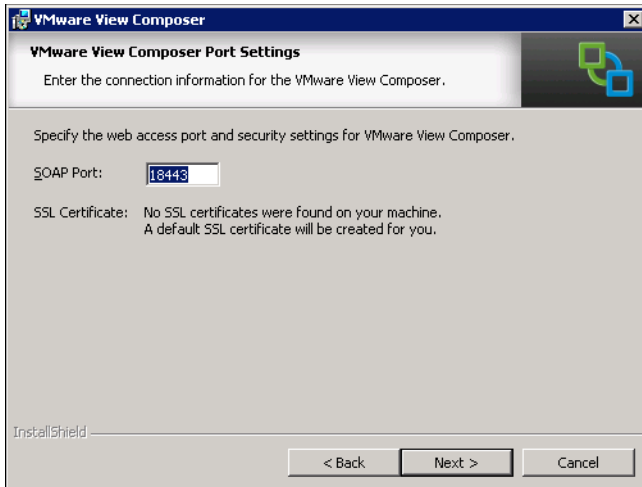 VMware View Composer
VMware View Composer Port Settings
Enter the connection information for the VMware View Composer.
Specify the web access port and security settings for VMware View Composer.
SOAP Port: 18443
SSL Certificate: No SSL certificates were found on your machine.
A default SSL certificate will be created for you.
InstallShield
< Back Next > Cancel